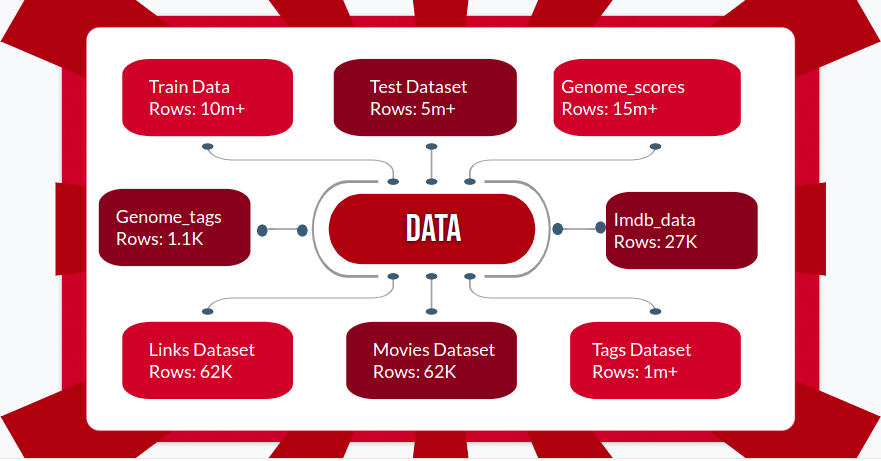 Train Data
Rows: 10m+
Test Dataset
Rows: 5m+
Genome_scores
Rows: 15m+
Genome_tags
Rows: 1.1K
DATA
Imdb_data
Rows: 27K
Links Dataset
Rows: 62K
Movies Dataset
Rows: 62K
Tags Dataset
Rows: 1m+